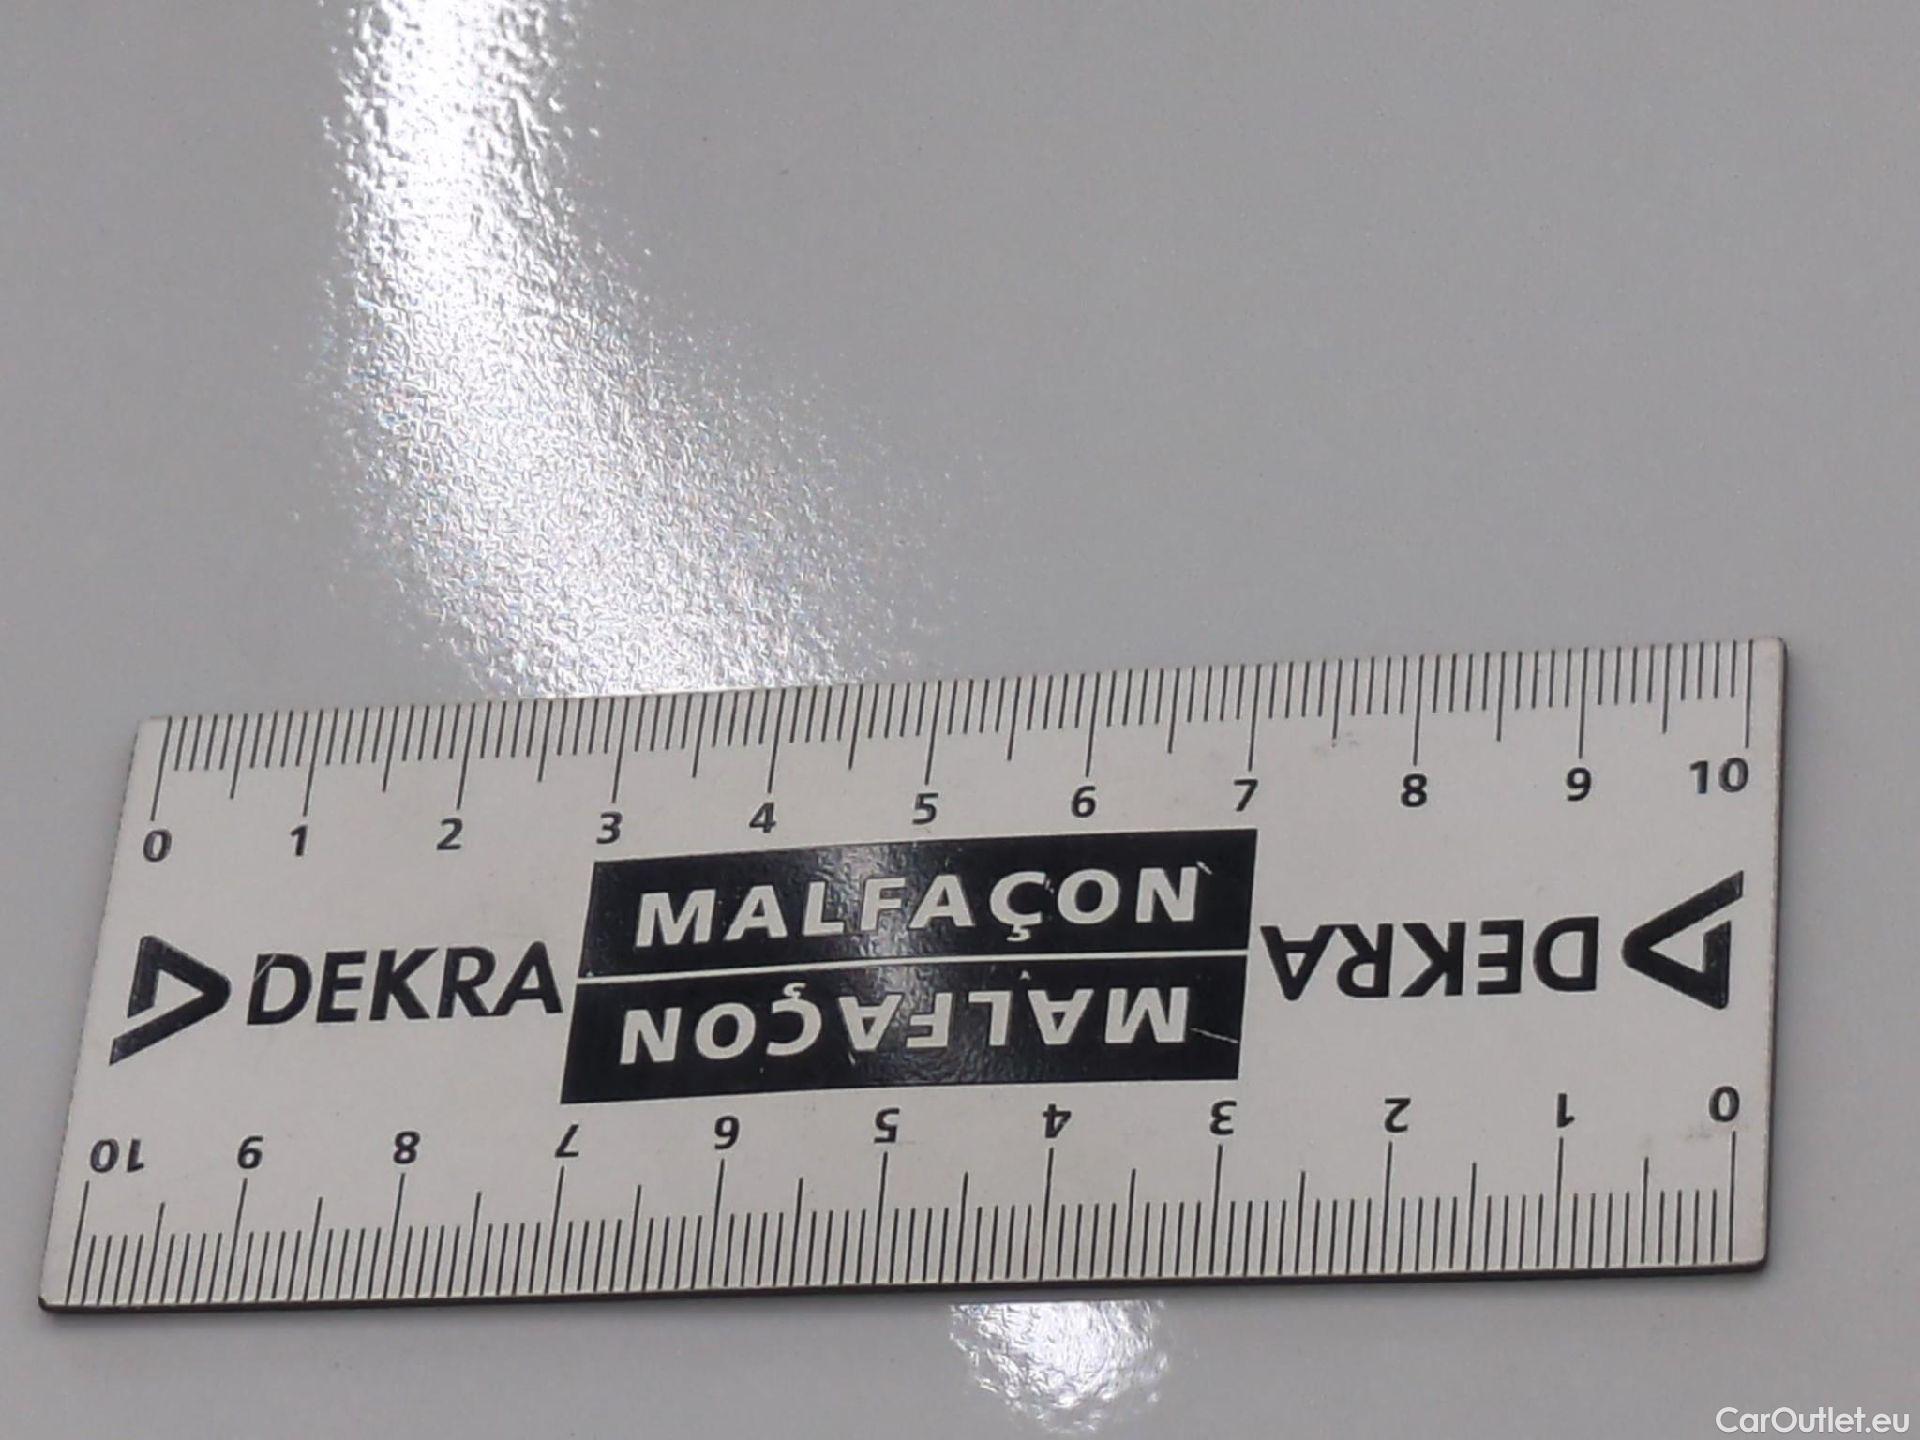 0 1 2 3 4 5 6 7 8 9 10
MALFAÇON
DEKRA
DEKRA
MALFAÇON
10 9 8 7 6 5 4 3 2 1 0
CarOutlet.eu